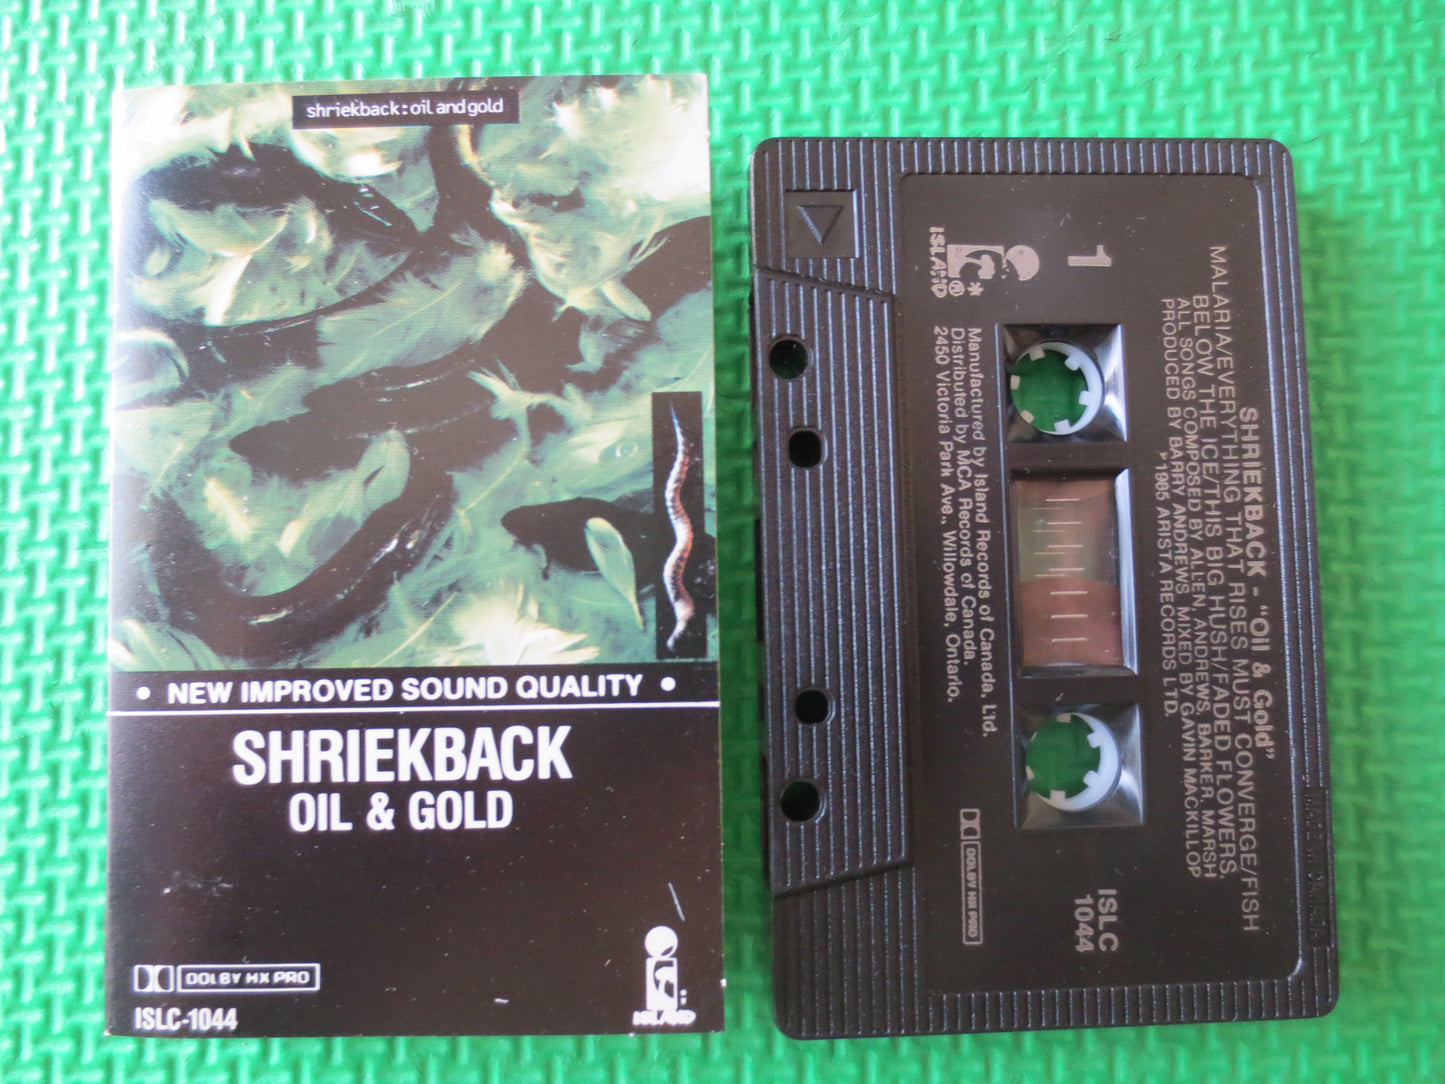 shriekback:oil and gold
• NEW IMPROVED SOUND QUALITY •
SHRIEKBACK
OIL & GOLD
DOLBY HX PRO
ISLC-1044
ISLAND
SHRIEKBACK - "Oil & Gold"
MALARIA/EVERYTHING THAT RISES MUST CONVERGE/FISH
BELOW THE ICE/THIS BIG HUSH/FADED FLOWERS,
ALL SONGS COMPOSED BY ALLEN, ANDREWS, BARKER, MARSH
PRODUCED BY BARRY ANDREWS MIXED BY GAVIN MACKILLOP
1985 ARISTA RECORDS LTD.
1
ISLC
1044
ISLAND®
Manufactured by Island Records of Canada, Ltd.
Distributed by MCA Records of Canada.
2450 Victoria Park Ave., Willowdale, Ontario.
DOLBY HX PRO
MADE IN CANADA